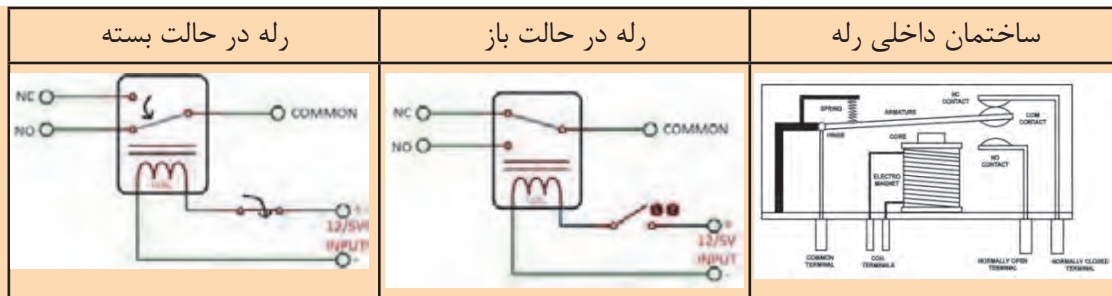 ساختمان داخلی رله
رله در حالت باز
رله در حالت بسته
SPRING
ARMATURE
NC
CONTACT
COM
CONTACT
HINGE
CORE
NO
CONTACT
ELECTRO
MAGNET
COMMON
TERMINAL
COIL
TERMINALS
NORMALLY OPEN
TERMINAL
NORMALLY CLOSED
TERMINAL
NC
COMMON
NO
+
12/5V
INPUT
-
NC
COMMON
NO
+
12/5V
INPUT
-